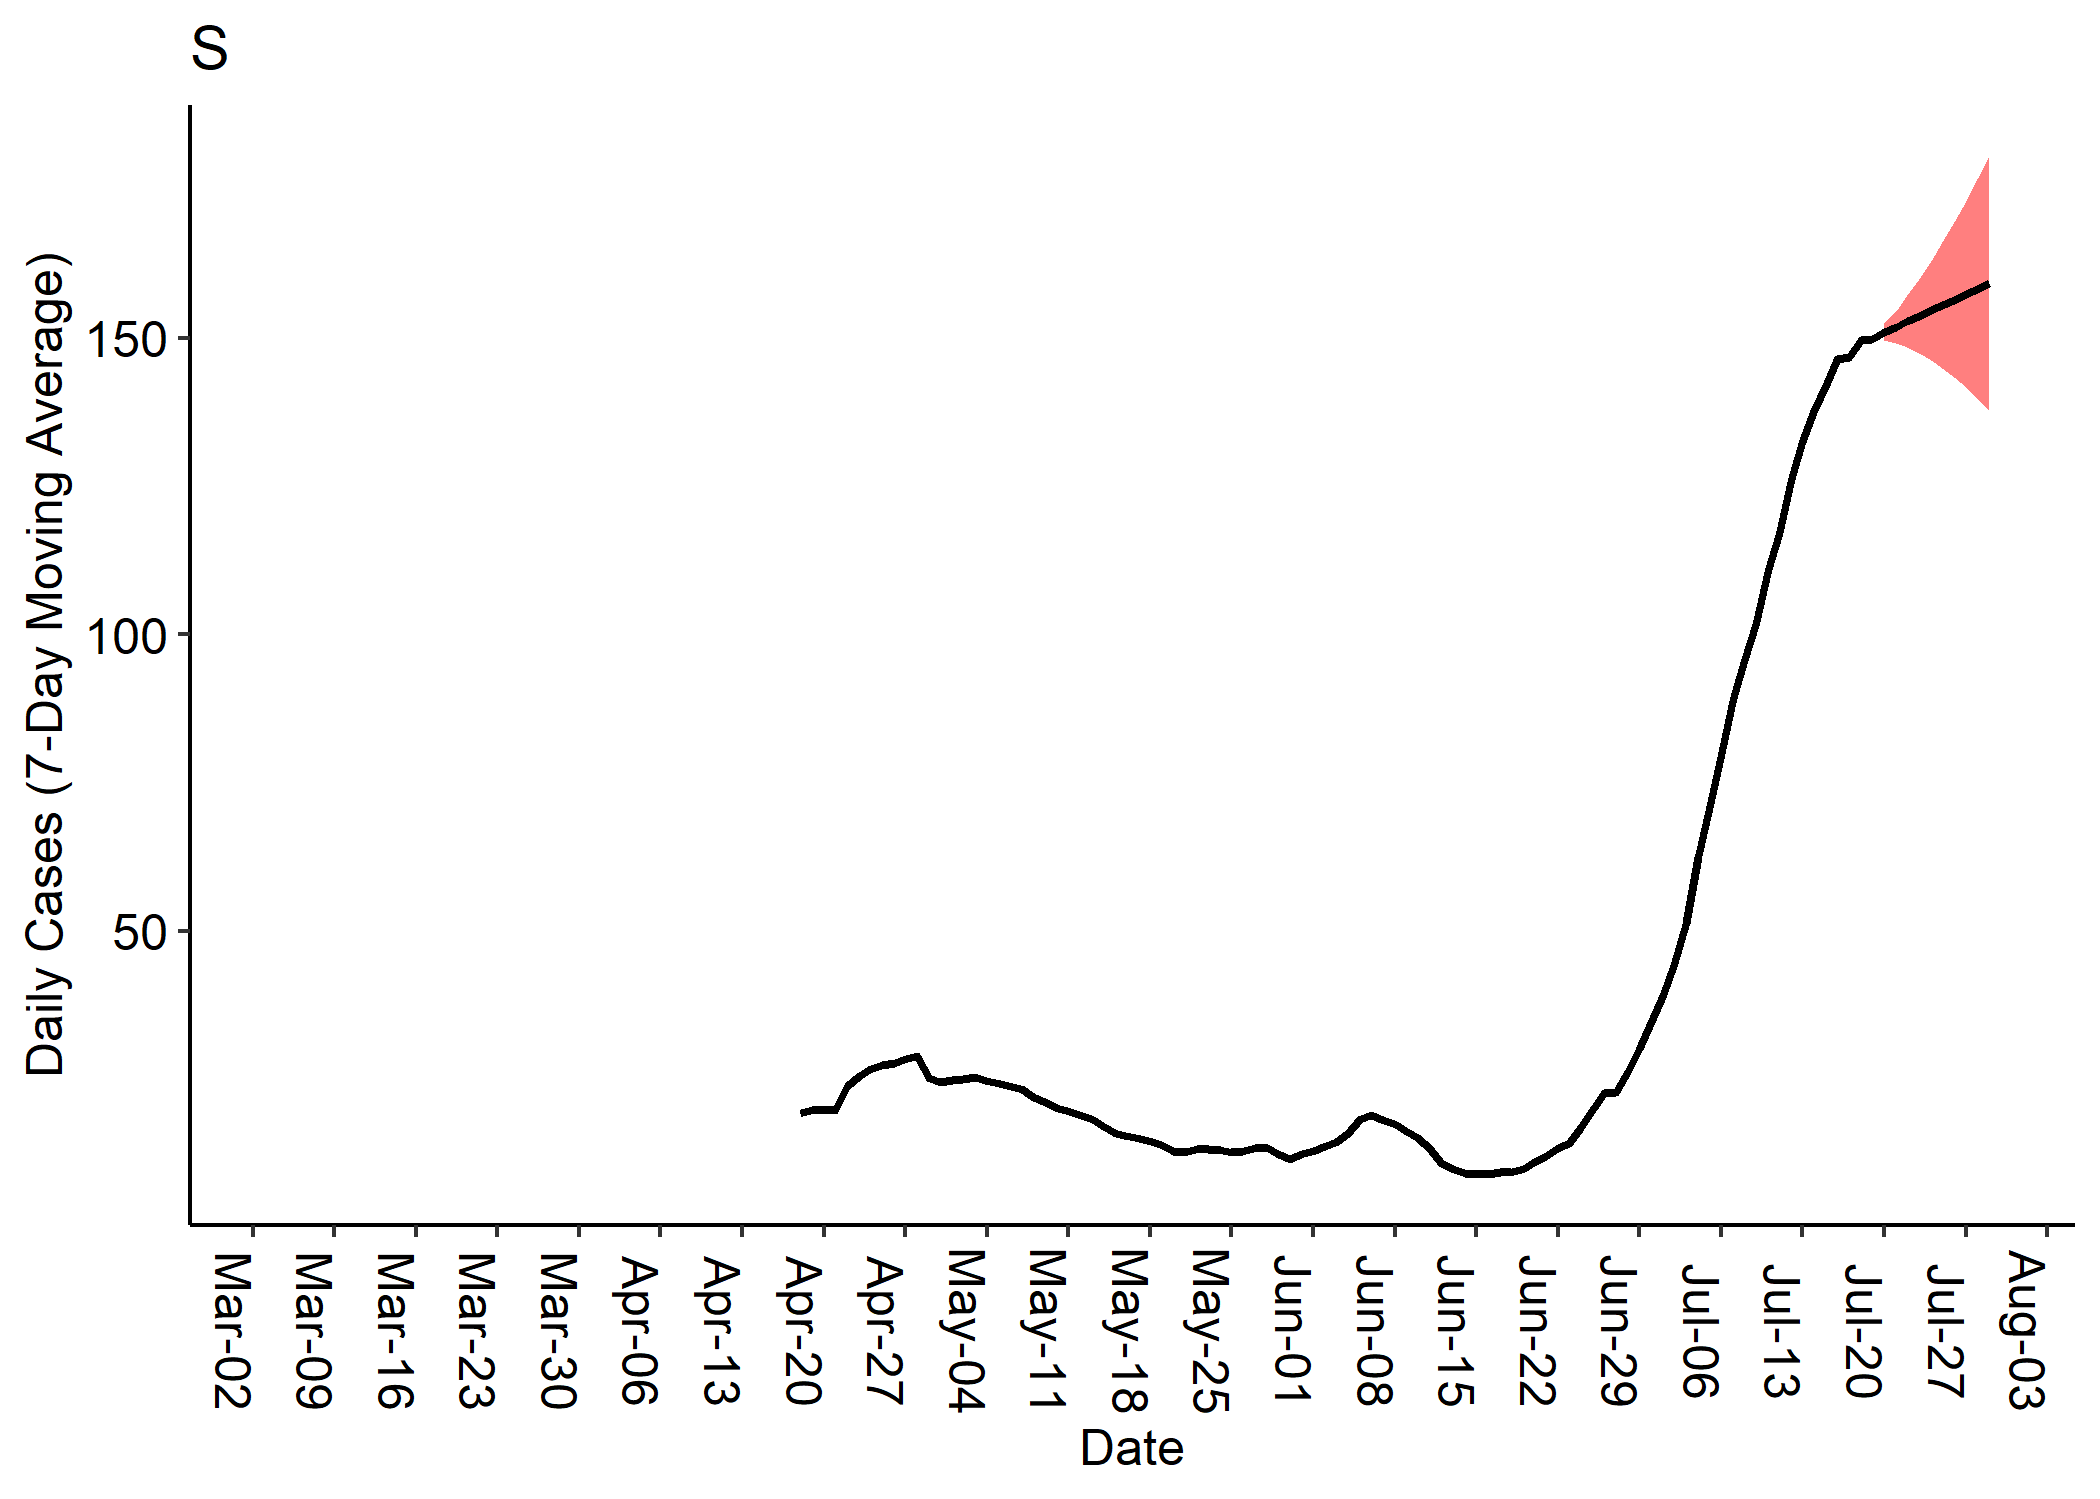 S
Daily Cases (7-Day Moving Average)
150
100
50
Mar-02
Mar-09
Mar-16
Mar-23
Mar-30
Apr-06
Apr-13
Apr-20
Apr-27
May-04
May-11
May-18
May-25
Jun-01
Jun-08
Jun-15
Jun-22
Jun-29
Jul-06
Jul-13
Jul-20
Jul-27
Aug-03
Date